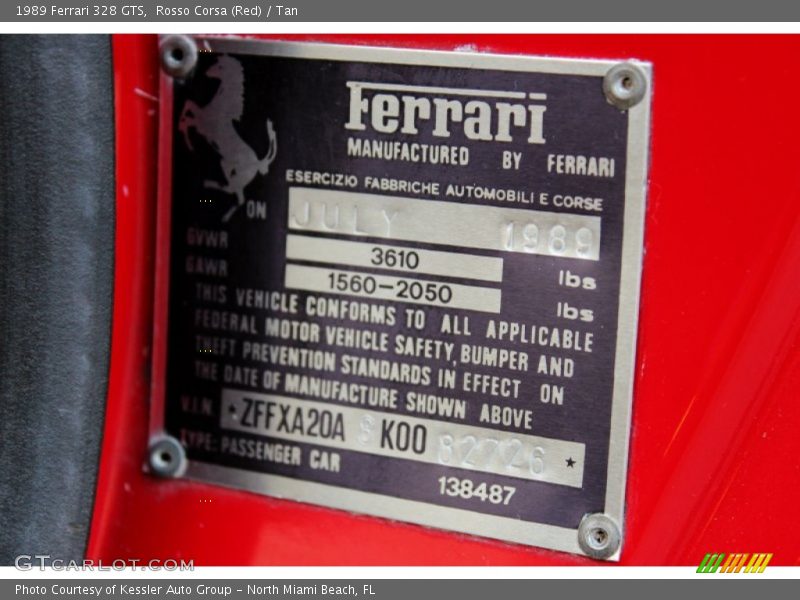 1989 Ferrari 328 GTS, Rosso Corsa (Red) / Tan
Ferrari
MANUFACTURED BY FERRARI
ESERCIZIO FABBRICHE AUTOMOBILI E CORSE
ON JULY 1989
GVWR 3610 lbs
GAWR 1560-2050 lbs
THIS VEHICLE CONFORMS TO ALL APPLICABLE
FEDERAL MOTOR VEHICLE SAFETY, BUMPER AND
THEFT PREVENTION STANDARDS IN EFFECT ON
THE DATE OF MANUFACTURE SHOWN ABOVE
V.I.N. *ZFFXA20A K00 82726 *
TYPE: PASSENGER CAR
138487
GTcarlot.com
Photo Courtesy of Kessler Auto Group - North Miami Beach, FL